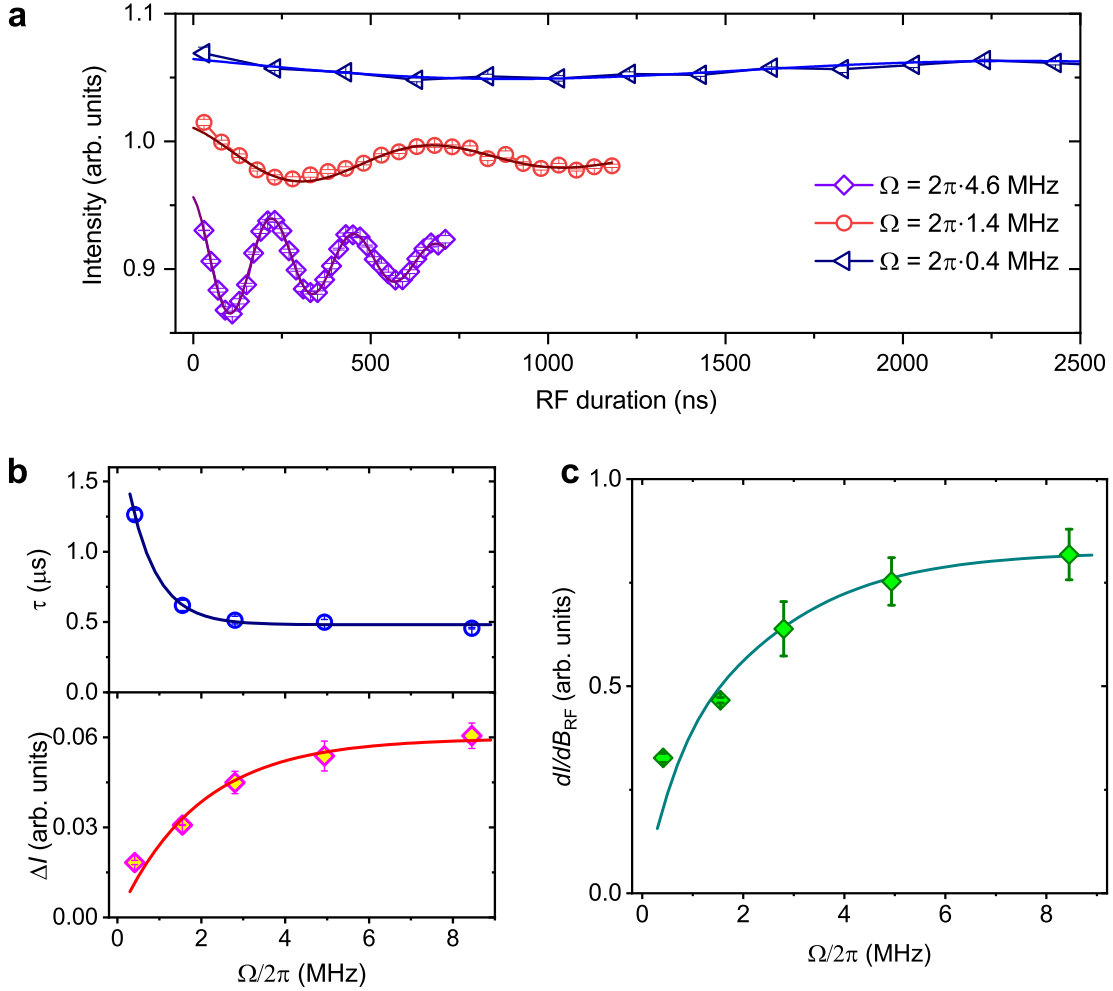 a
1.1
1.0
0.9
Intensity (arb. units)
Ω = 2π·4.6 MHz
Ω = 2π·1.4 MHz
Ω = 2π·0.4 MHz
0 500 1000 1500 2000 2500
RF duration (ns)
b
1.5
1.0
0.5
0.0
τ (μs)
0.06
0.03
0.00
ΔI (arb. units)
0 2 4 6 8
Ω/2π (MHz)
c
1.0
0.5
0.0
dI/dB_RF (arb. units)
0 2 4 6 8
Ω/2π (MHz)